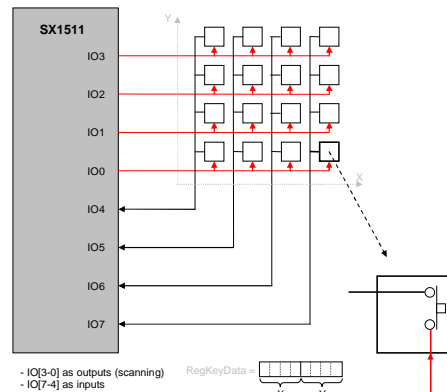 SX1511
Y
IO3
IO2
IO1
IO0
X
IO4
IO5
IO6
IO7
- IO[3-0] as outputs (scanning)
- IO[7-4] as inputs
RegKeyData =